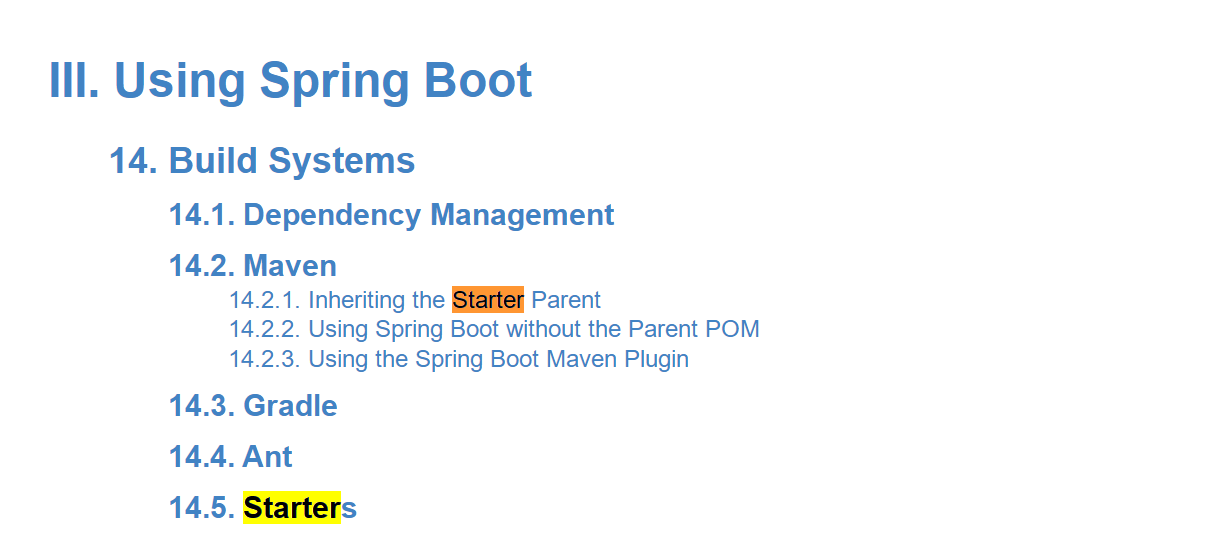 III. Using Spring Boot
14. Build Systems
14.1. Dependency Management
14.2. Maven
14.2.1. Inheriting the Starter Parent
14.2.2. Using Spring Boot without the Parent POM
14.2.3. Using the Spring Boot Maven Plugin
14.3. Gradle
14.4. Ant
14.5. Starters